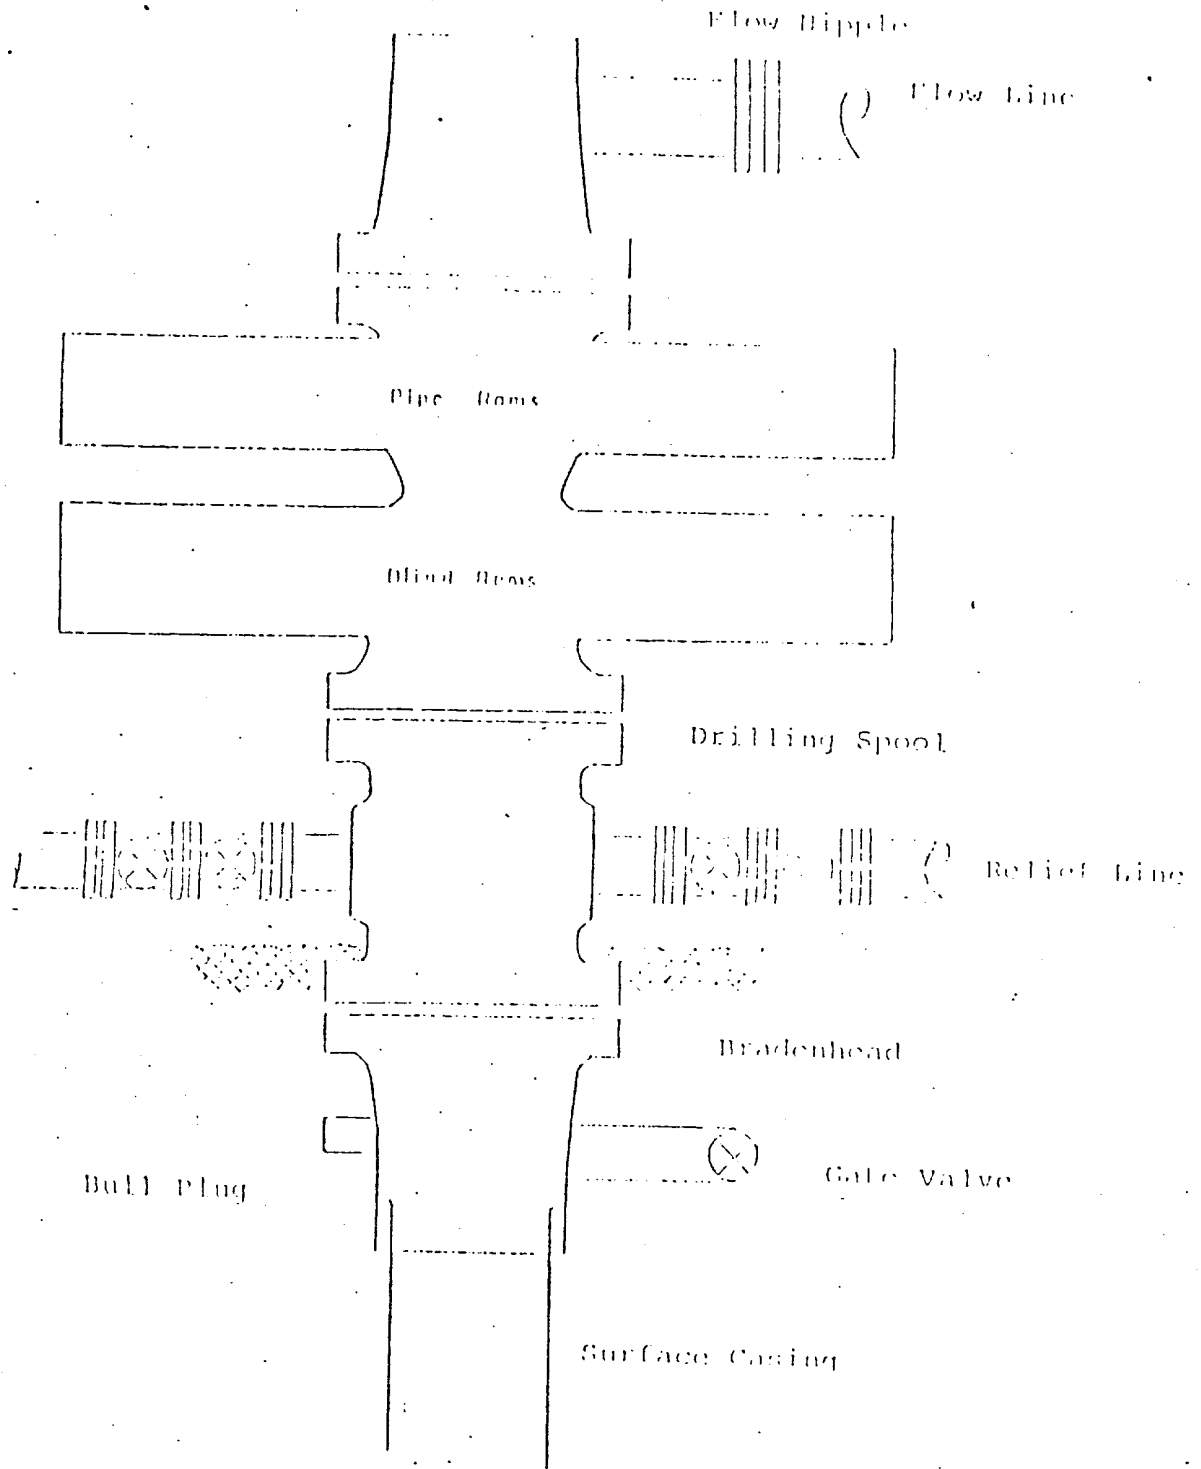 Flow Nipple
Flow Line
Pipe Rams
Blind Rams
Drilling Spool
Relief Line
Bradenhead
Bull Plug
Gate Valve
Surface Casing